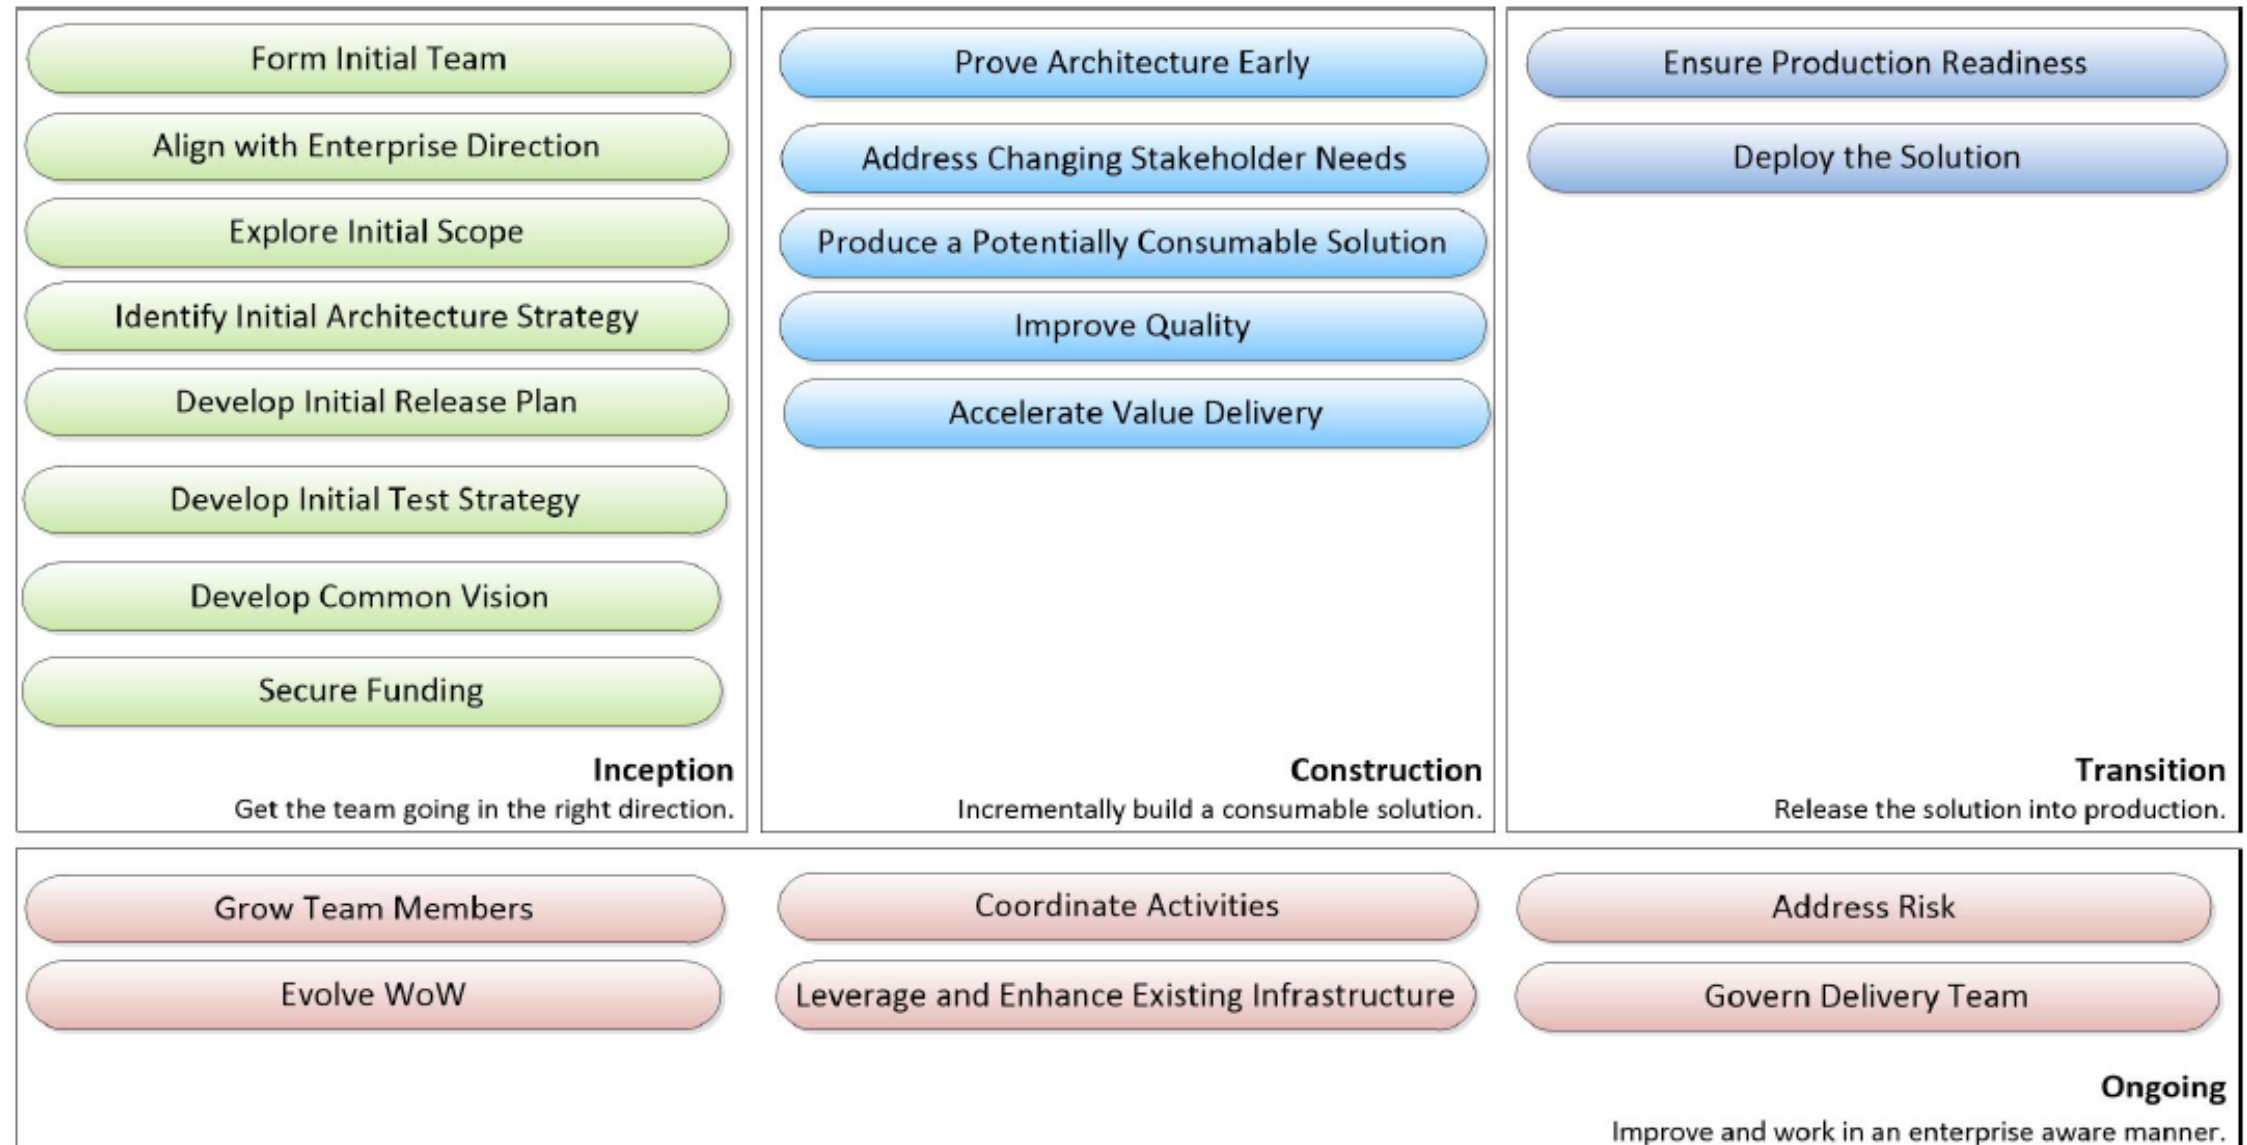 Form Initial Team
Align with Enterprise Direction
Explore Initial Scope
Identify Initial Architecture Strategy
Develop Initial Release Plan
Develop Initial Test Strategy
Develop Common Vision
Secure Funding
Inception
Get the team going in the right direction.
Prove Architecture Early
Address Changing Stakeholder Needs
Produce a Potentially Consumable Solution
Improve Quality
Accelerate Value Delivery
Construction
Incrementally build a consumable solution.
Ensure Production Readiness
Deploy the Solution
Transition
Release the solution into production.
Grow Team Members
Evolve WoW
Coordinate Activities
Leverage and Enhance Existing Infrastructure
Address Risk
Govern Delivery Team
Ongoing
Improve and work in an enterprise aware manner.